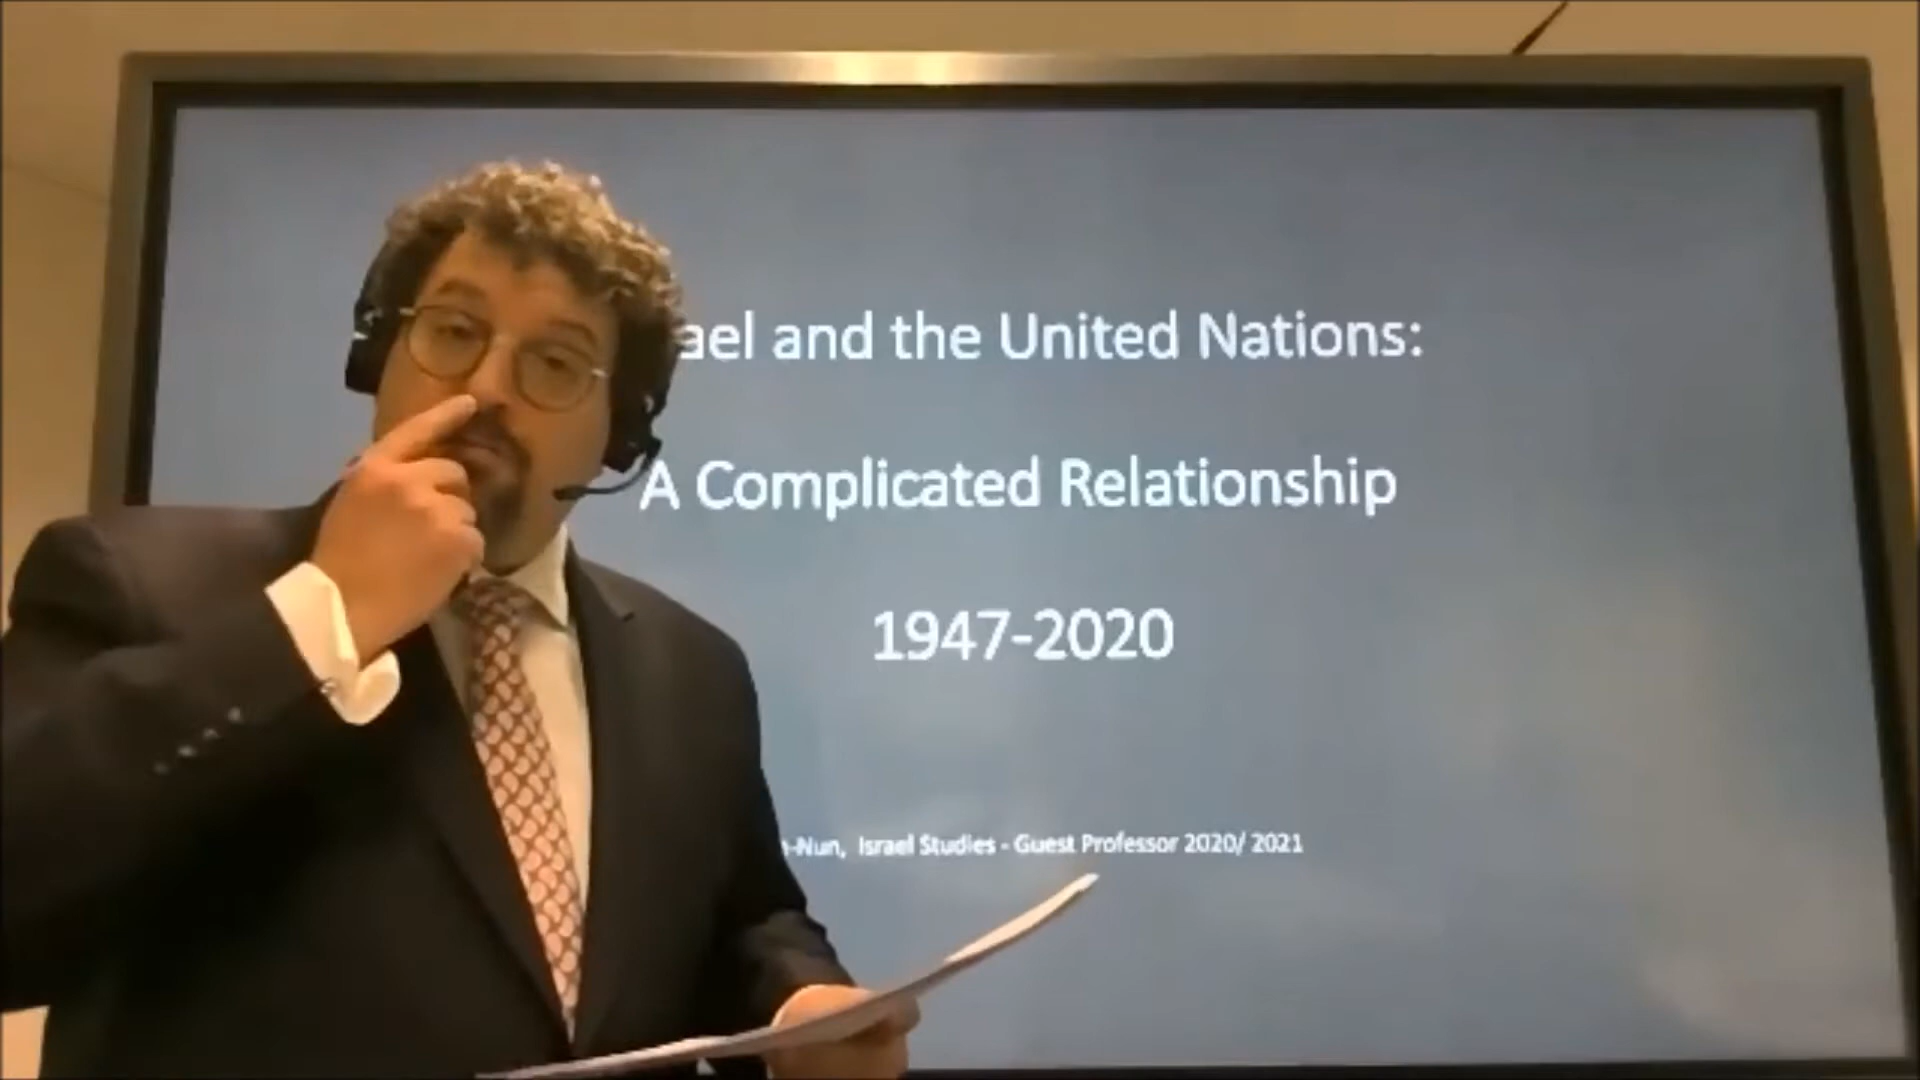 ael and the United Nations:
A Complicated Relationship
1947-2020
-Nun, Israel Studies - Guest Professor 2020/ 2021